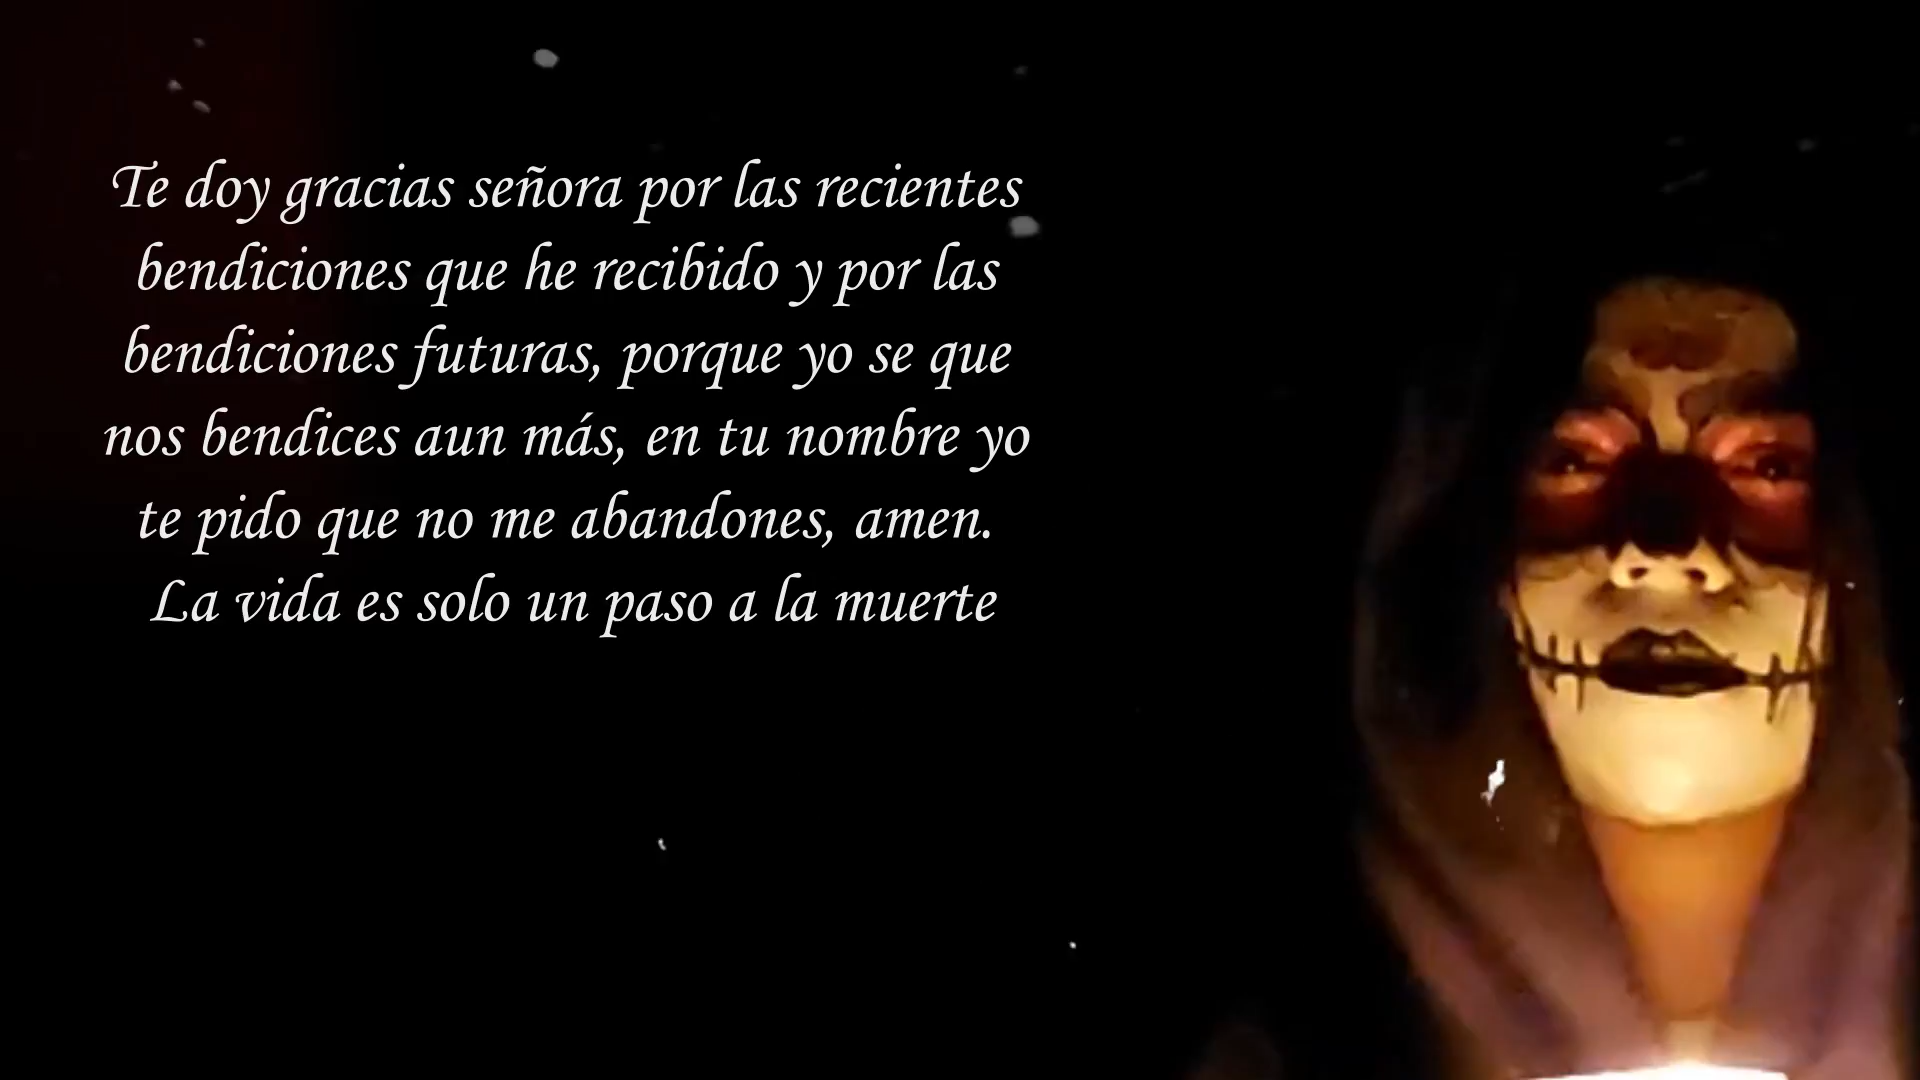 Te doy gracias señora por las recientes
bendiciones que he recibido y por las
bendiciones futuras, porque yo se que
nos bendices aun más, en tu nombre yo
te pido que no me abandones, amen.
La vida es solo un paso a la muerte